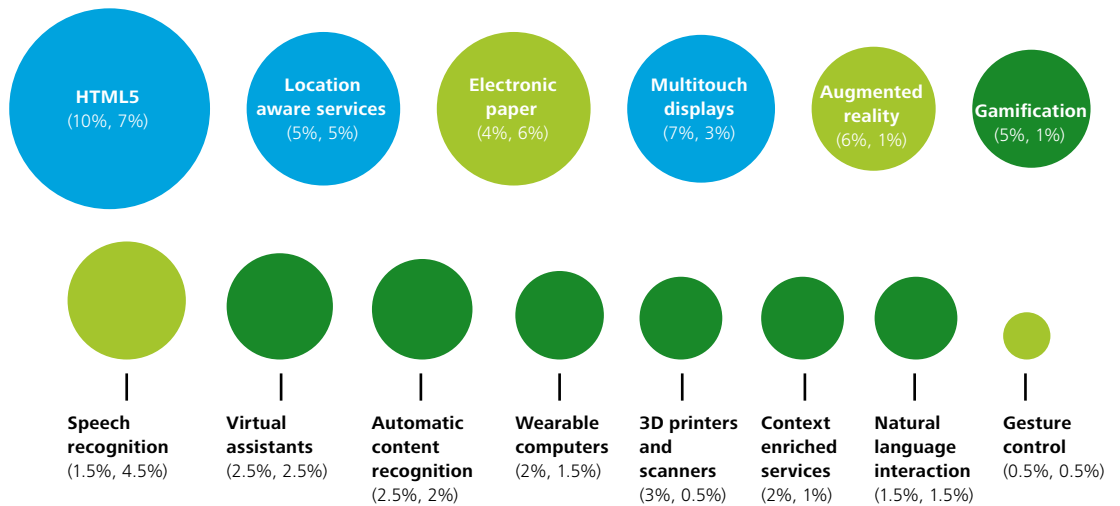 HTML5
(10%, 7%)
Location
aware services
(5%, 5%)
Electronic
paper
(4%, 6%)
Multitouch
displays
(7%, 3%)
Augmented
reality
(6%, 1%)
Gamification
(5%, 1%)
Speech
recognition
(1.5%, 4.5%)
Virtual
assistants
(2.5%, 2.5%)
Automatic
content
recognition
(2.5%, 2%)
Wearable
computers
(2%, 1.5%)
3D printers
and
scanners
(3%, 0.5%)
Context
enriched
services
(2%, 1%)
Natural
language
interaction
(1.5%, 1.5%)
Gesture
control
(0.5%, 0.5%)